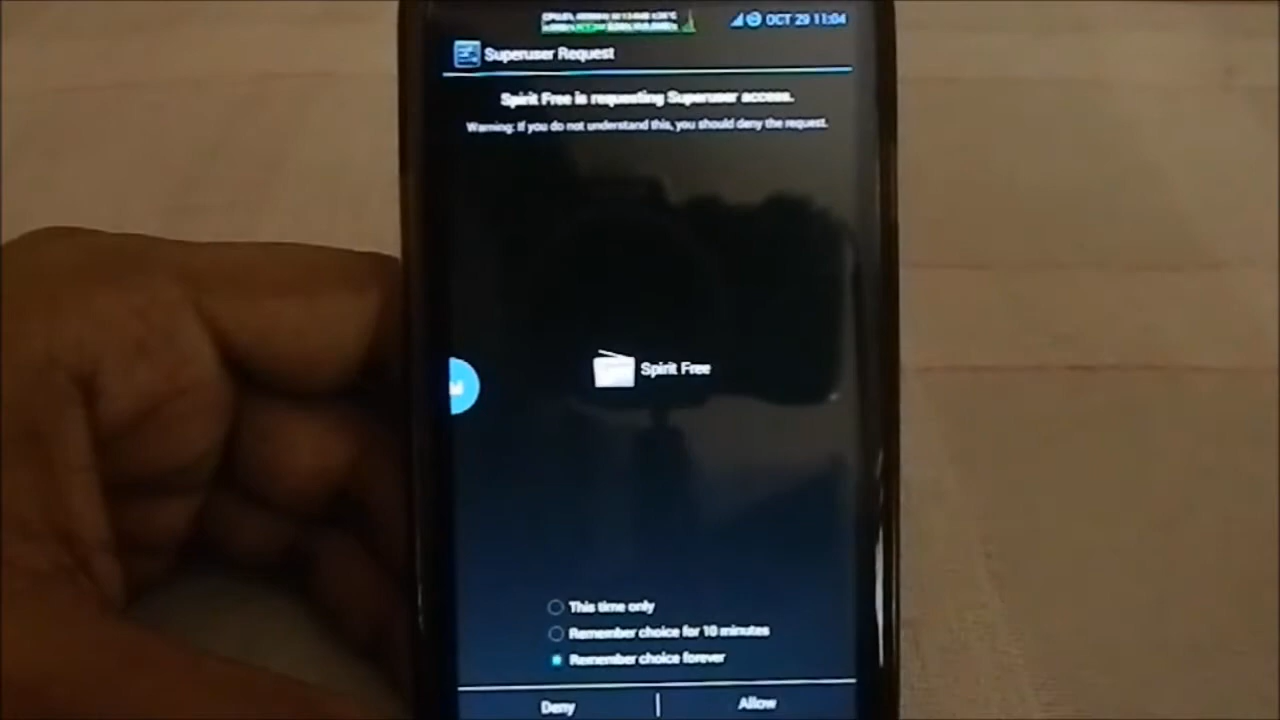 OCT 29 11:04
Superuser Request
Spirit Free is requesting Superuser access.
Warning: If you do not understand this, you should deny the request.
Spirit Free
This time only
Remember choice for 10 minutes
Remember choice forever
Deny
Allow